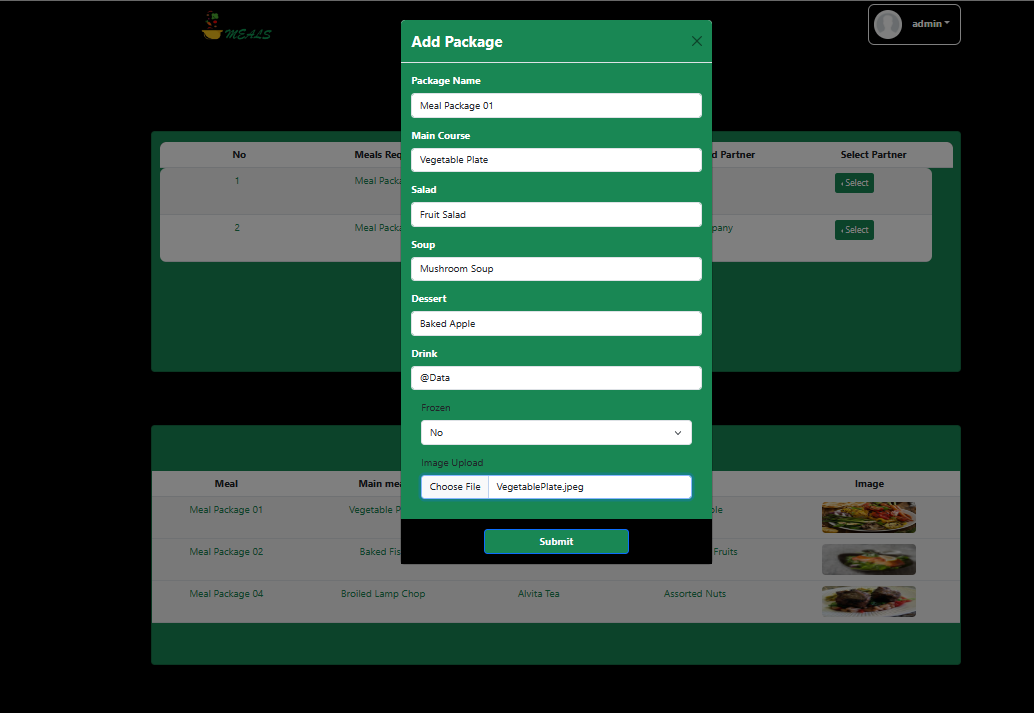 MEALS
admin
Add Package
Package Name
Meal Package 01
Main Course
Vegetable Plate
Salad
Fruit Salad
Soup
Mushroom Soup
Dessert
Baked Apple
Drink
@Data
Frozen
No
Image Upload
Choose File VegetablePlate.jpeg
Submit
No Meals Req d Partner Select Partner
1 Meal Packa Select
2 Meal Packa pany Select
Meal Main mea Image
Meal Package 01 Vegetable P ple
Meal Package 02 Baked Fis Fruits
Meal Package 04 Broiled Lamp Chop Alvita Tea Assorted Nuts